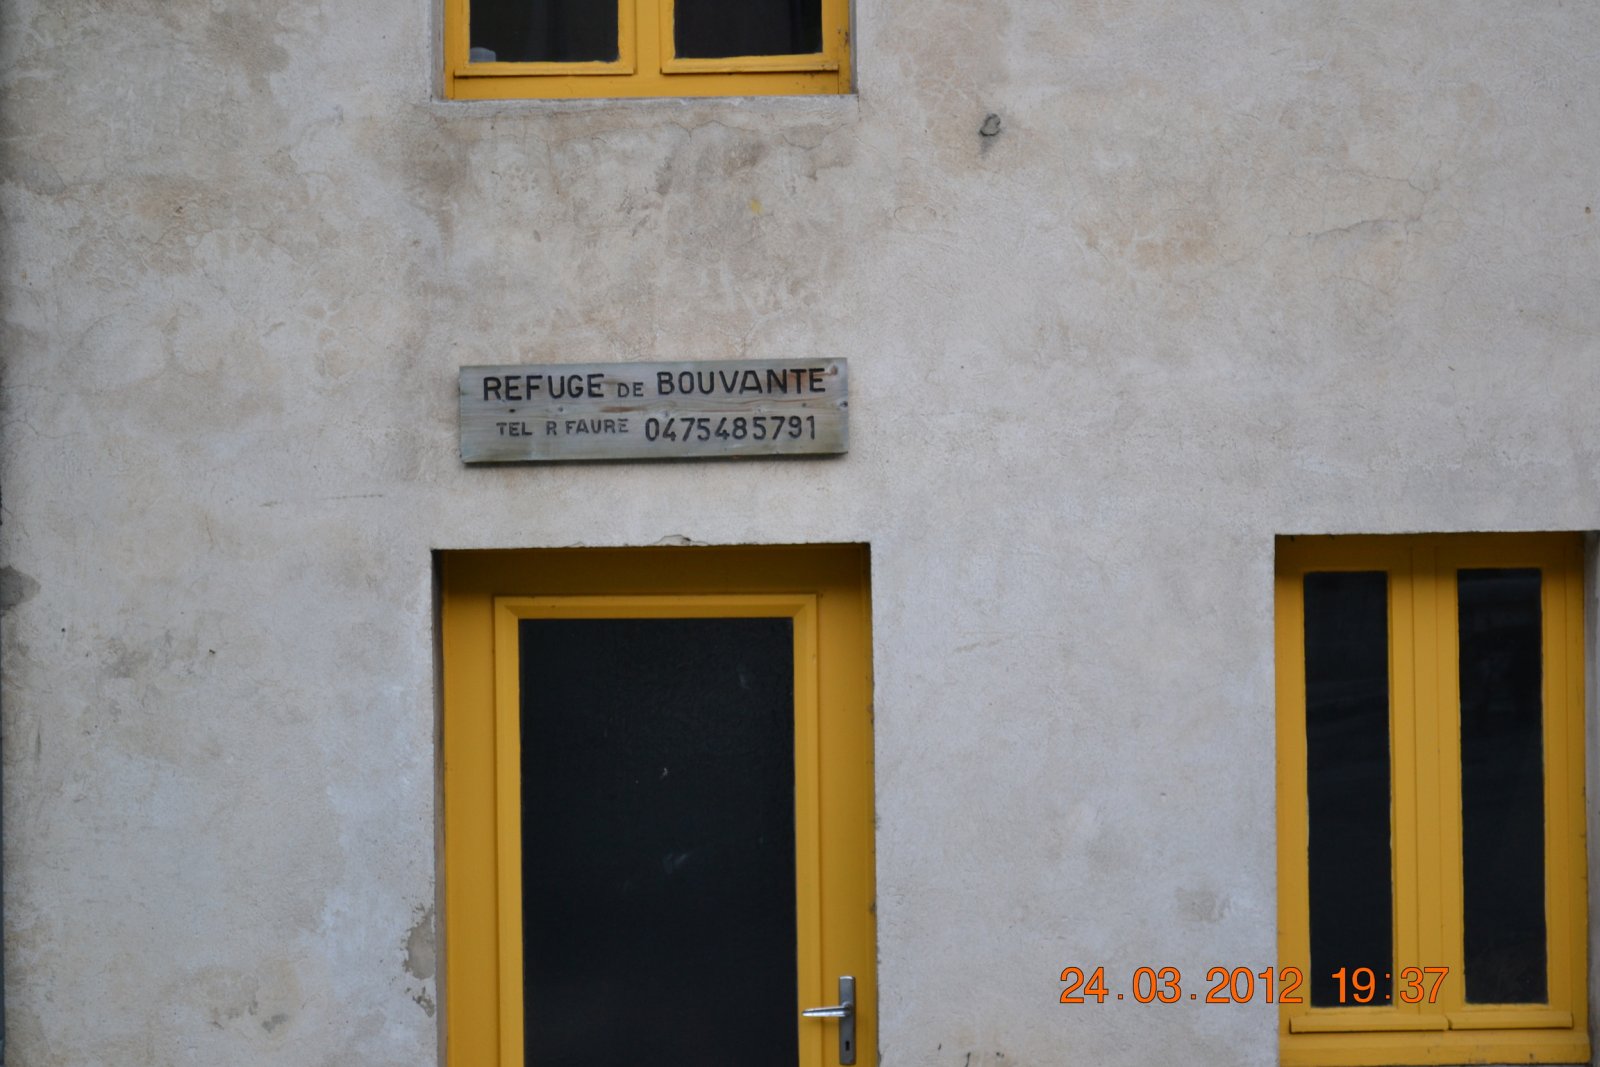 REFUGE DE BOUVANTE
TEL R FAURE 0475485791
24.03.2012 19:37